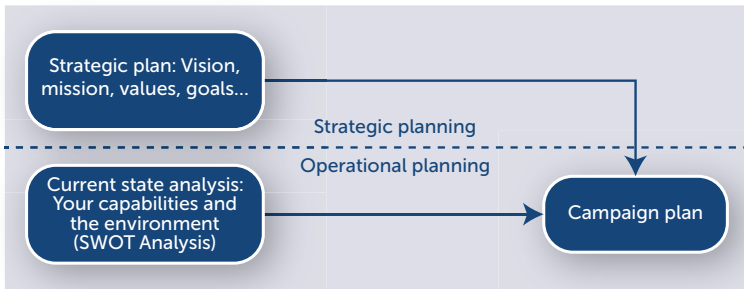 Strategic plan: Vision,
mission, values, goals...
Strategic planning
Operational planning
Current state analysis:
Your capabilities and
the environment
(SWOT Analysis)
Campaign plan